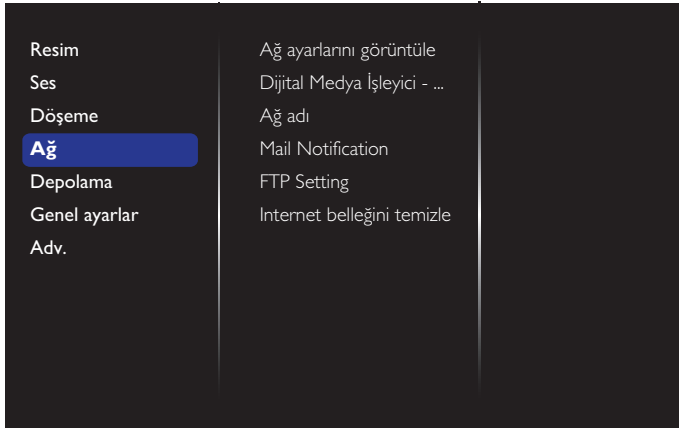 Resim
Ses
Döşeme
Ağ
Depolama
Genel ayarlar
Adv.
Ağ ayarlarını görüntüle
Dijital Medya İşleyici - ...
Ağ adı
Mail Notification
FTP Setting
Internet belleğini temizle